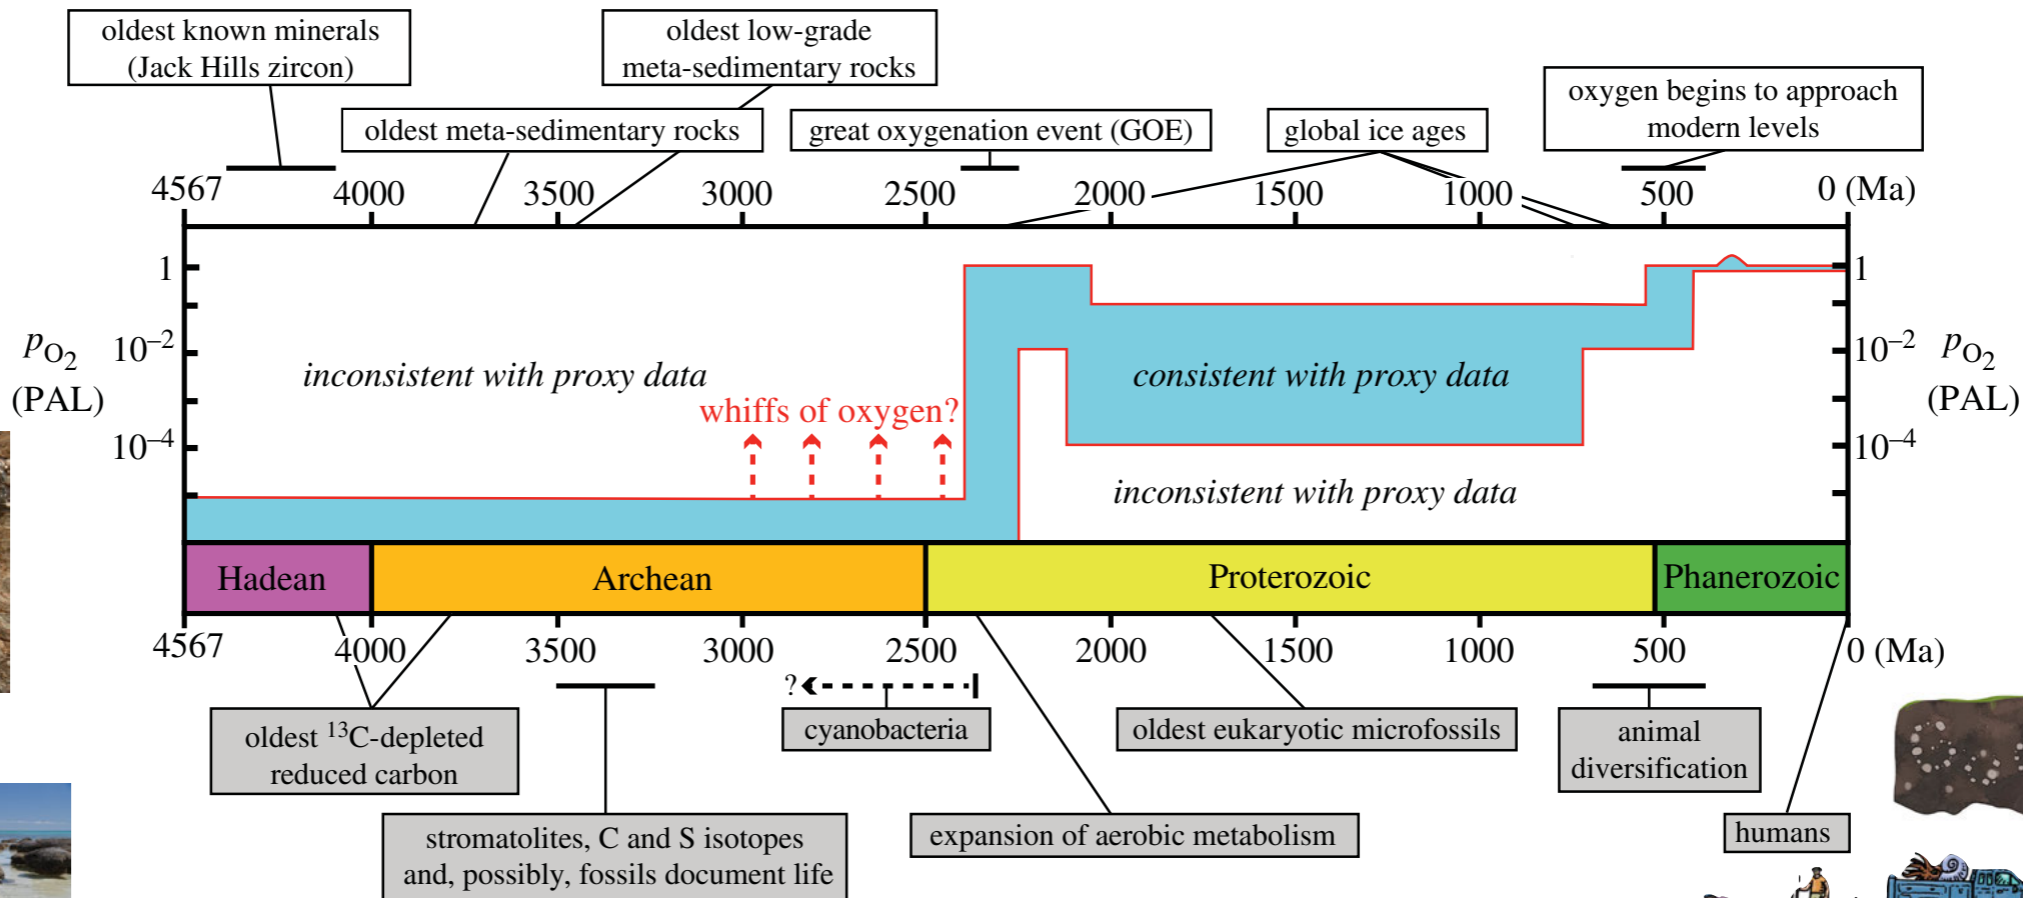 oldest known minerals
(Jack Hills zircon)
oldest low-grade
meta-sedimentary rocks
oldest meta-sedimentary rocks
great oxygenation event (GOE)
global ice ages
oxygen begins to approach
modern levels
4567 4000 3500 3000 2500 2000 1500 1000 500 0 (Ma)
1
10⁻²
10⁻⁴
pO₂
(PAL)
inconsistent with proxy data
whiffs of oxygen?
consistent with proxy data
inconsistent with proxy data
1
10⁻²
10⁻⁴
pO₂
(PAL)
Hadean Archean Proterozoic Phanerozoic
4567 4000 3500 3000 2500 2000 1500 1000 500 0 (Ma)
?
oldest ¹³C-depleted
reduced carbon
stromatolites, C and S isotopes
and, possibly, fossils document life
cyanobacteria
expansion of aerobic metabolism
oldest eukaryotic microfossils
animal
diversification
humans